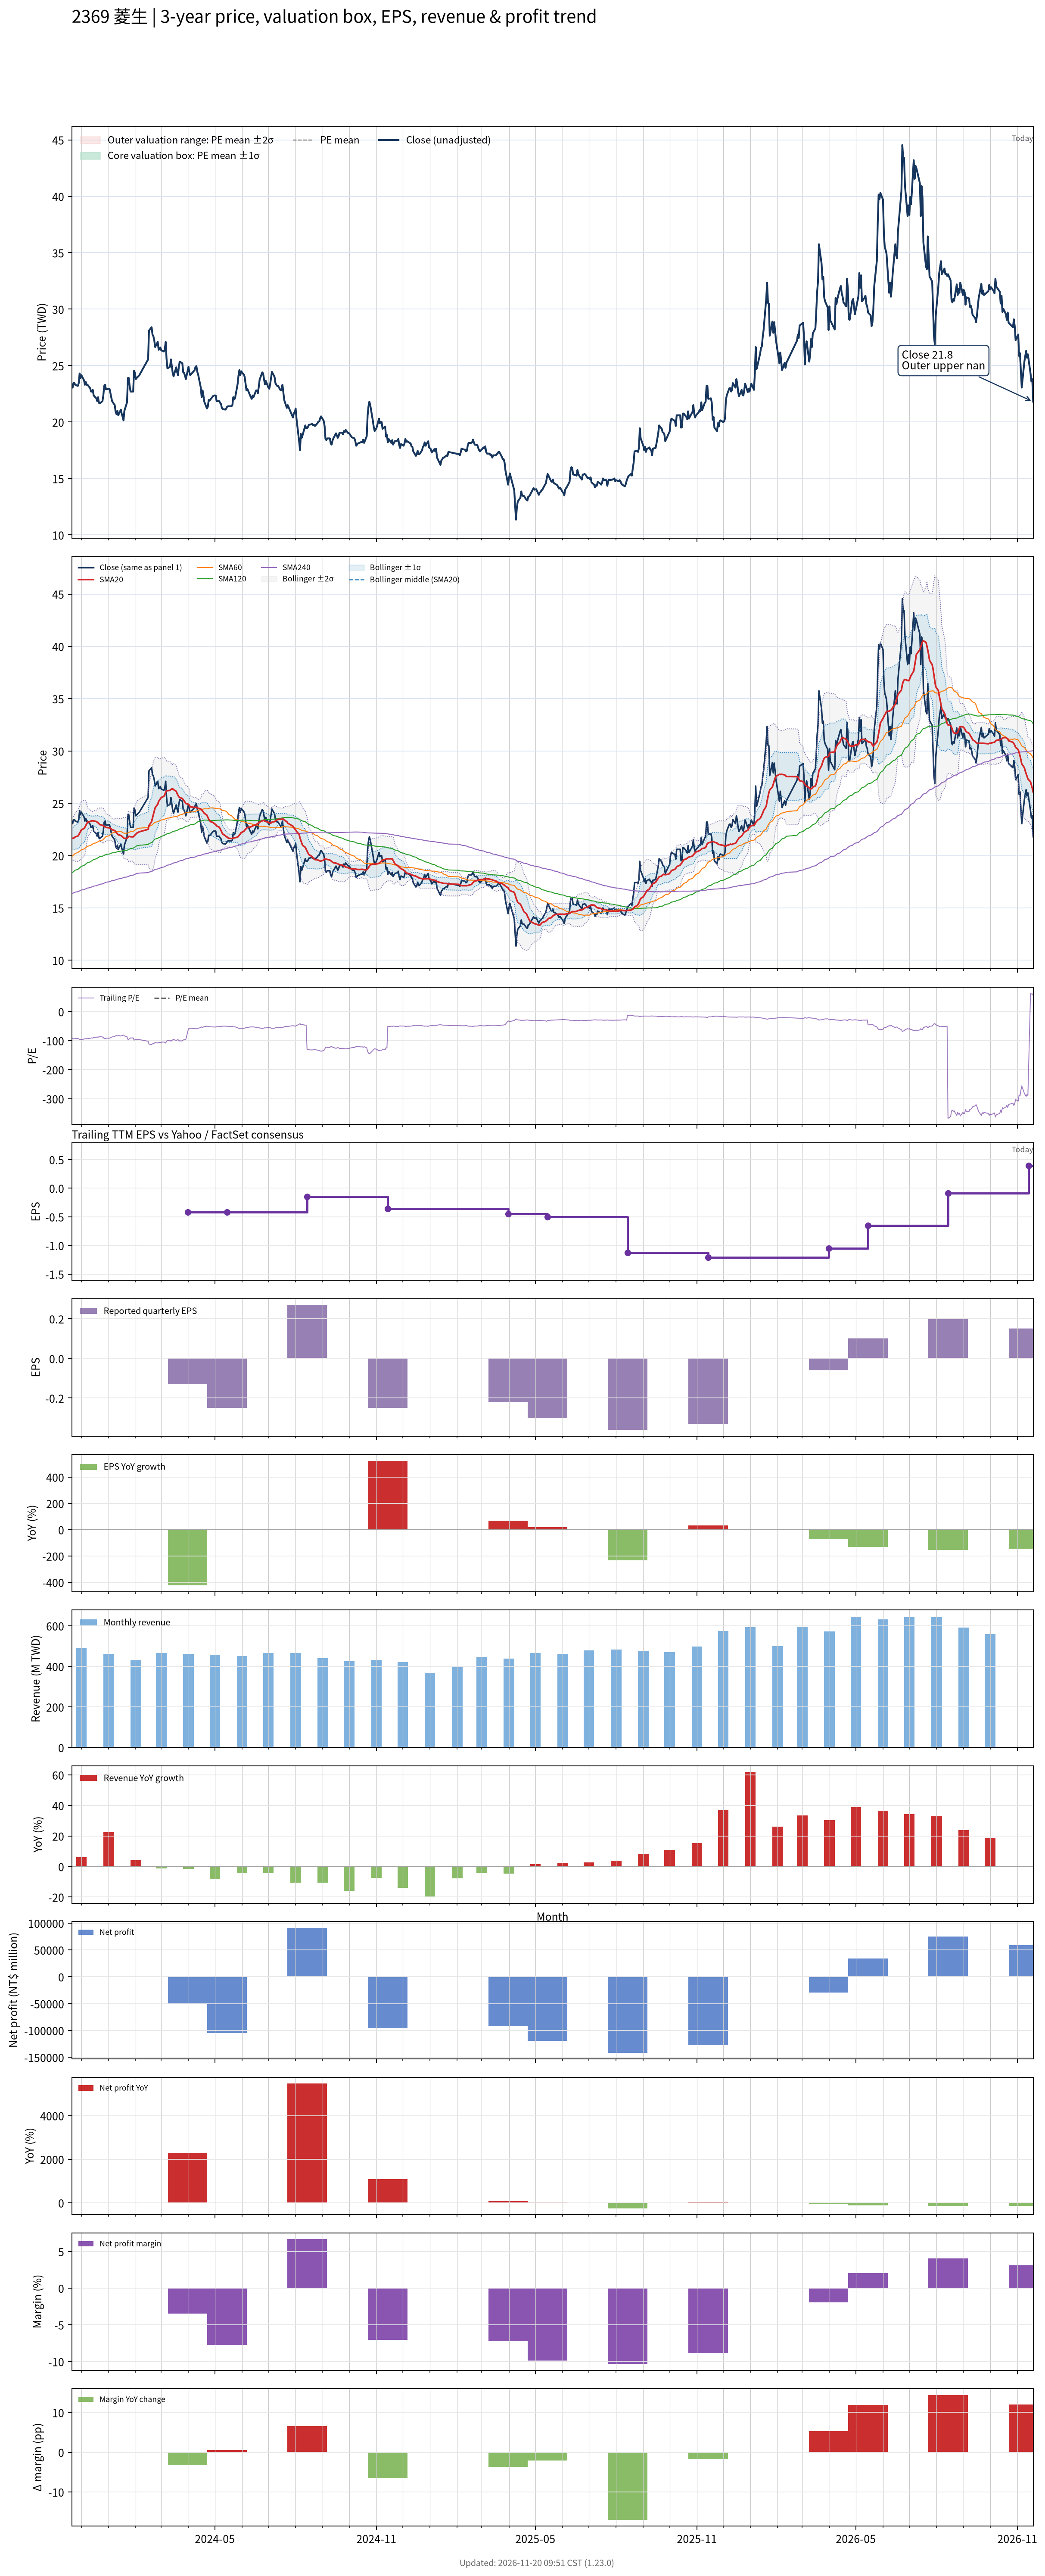 2369 菱生 | 3-year price, valuation box, EPS, revenue & profit trend
Outer valuation range: PE mean ±2σ
PE mean
Close (unadjusted)
Core valuation box: PE mean ±1σ
Today
45
40
35
30
25
20
15
10
Price (TWD)
Close 21.8
Outer upper nan
Close (same as panel 1)
SMA20
SMA60
SMA120
SMA240
Bollinger ±2σ
Bollinger ±1σ
Bollinger middle (SMA20)
45
40
35
30
25
20
15
10
Price
Trailing P/E
P/E mean
0
-100
-200
-300
P/E
Trailing TTM EPS vs Yahoo / FactSet consensus
Today
0.5
0.0
-0.5
-1.0
-1.5
EPS
Reported quarterly EPS
0.2
0.0
-0.2
EPS
EPS YoY growth
400
200
0
-200
-400
YoY (%)
Monthly revenue
600
400
200
0
Revenue (M TWD)
Revenue YoY growth
60
40
20
0
-20
YoY (%)
Month
Net profit
100000
50000
0
-50000
-100000
-150000
Net profit (NT$ million)
Net profit YoY
4000
2000
0
YoY (%)
Net profit margin
5
0
-5
-10
Margin (%)
Margin YoY change
10
0
-10
Δ margin (pp)
2024-05
2024-11
2025-05
2025-11
2026-05
2026-11
Updated: 2026-11-20 09:51 CST (1.23.0)